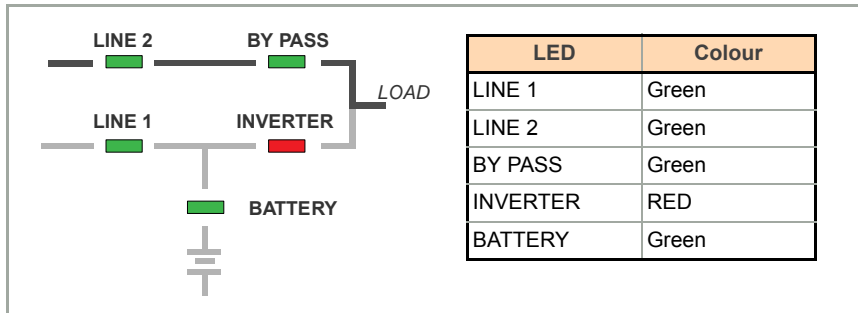 LINE 2 BY PASS
LOAD
LINE 1 INVERTER
BATTERY
LED Colour
LINE 1 Green
LINE 2 Green
BY PASS Green
INVERTER RED
BATTERY Green